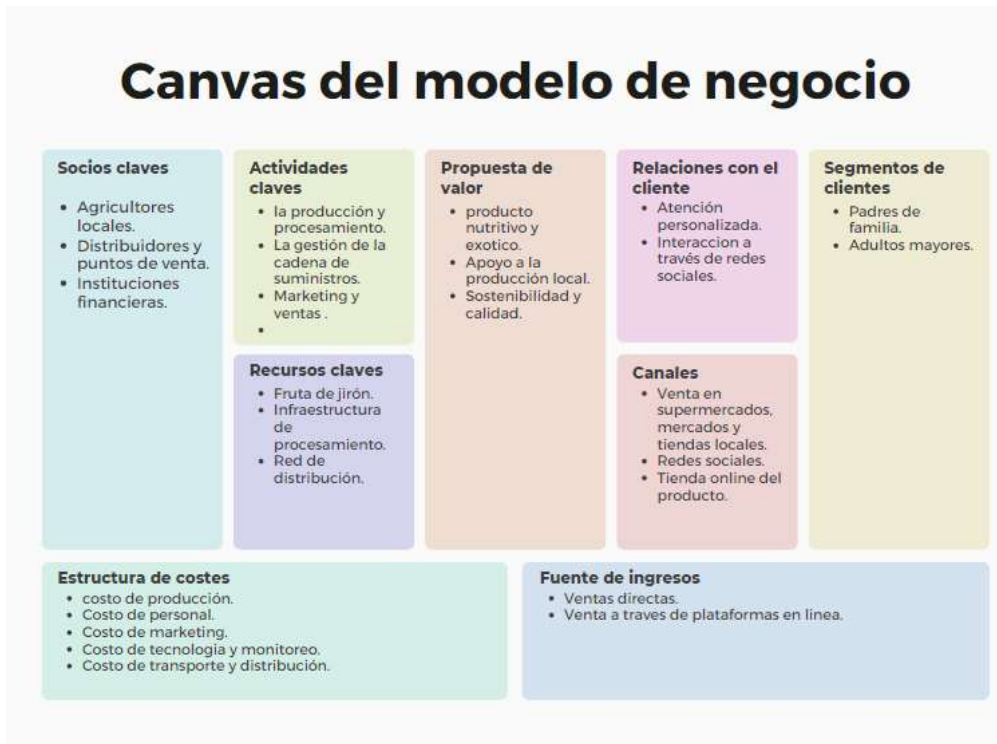 Canvas del modelo de negocio
Socios claves
• Agricultores
locales.
• Distribuidores y
puntos de venta.
• Instituciones
financieras.
Actividades
claves
• la producción y
procesamiento.
• La gestión de la
cadena de
suministros.
• Marketing y
ventas .
•
Recursos claves
• Fruta de jirón.
• Infraestructura
de
procesamiento.
• Red de
distribución.
Propuesta de
valor
• producto
nutritivo y
exotico.
• Apoyo a la
producción local.
• Sostenibilidad y
calidad.
Relaciones con el
cliente
• Atención
personalizada.
• Interaccion a
través de redes
sociales.
Canales
• Venta en
supermercados,
mercados y
tiendas locales.
• Redes sociales.
• Tienda online del
producto.
Segmentos de
clientes
• Padres de
familia.
• Adultos mayores.
Estructura de costes
• costo de producción.
• Costo de personal.
• Costo de marketing.
• Costo de tecnologia y monitoreo.
• Costo de transporte y distribución.
Fuente de ingresos
• Ventas directas.
• Venta a traves de plataformas en linea.